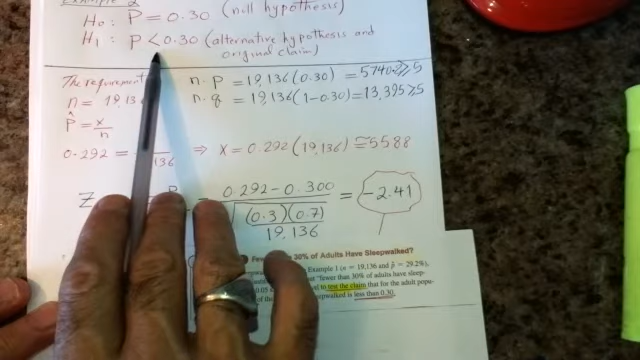 Example 2
H₀: P = 0.30 (null hypothesis)
H₁: P < 0.30 (alternative hypothesis and
original claim)
The requirement n.p = 19,136(0.30) = 5740.8 ≥ 5
n = 19,13 n.q = 19,136(1-0.30) = 13,395 ≥ 5
p̂ = x/n
0.292 = 136 ⇒ x = 0.292(19,136) ≅ 5588
Z = 0.292 - 0.300 / √(0.3)(0.7) / 19,136 = -2.41
30% of Adults Have Sleepwalked?
Example 1 (n = 19,136 and p̂ = 29.2%),
"fewer than 30% of adults have sleep-
0.05 to test the claim that for the adult popu-
of the sleepwalked is less than 0.30.